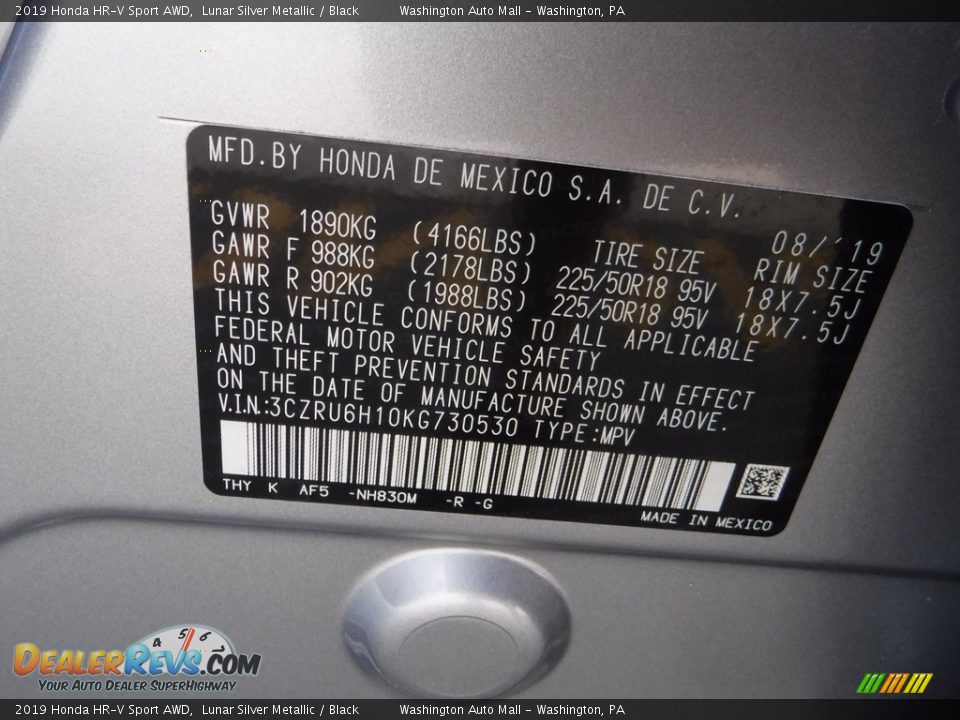 2019 Honda HR-V Sport AWD, Lunar Silver Metallic / Black Washington Auto Mall - Washington, PA
MFD.BY HONDA DE MEXICO S.A. DE C.V.
08/'19
GVWR 1890KG (4166LBS) TIRE SIZE RIM SIZE
GAWR F 988KG (2178LBS) 225/50R18 95V 18X7.5J
GAWR R 902KG (1988LBS) 225/50R18 95V 18X7.5J
THIS VEHICLE CONFORMS TO ALL APPLICABLE
FEDERAL MOTOR VEHICLE SAFETY
AND THEFT PREVENTION STANDARDS IN EFFECT
ON THE DATE OF MANUFACTURE SHOWN ABOVE.
V.I.N.:3CZRU6H10KG730530 TYPE:MPV
THY K AF5 -NH830M -R -G
MADE IN MEXICO
4 5 6 7
DEALERREVS.COM
YOUR AUTO DEALER SUPERHIGHWAY
2019 Honda HR-V Sport AWD, Lunar Silver Metallic / Black Washington Auto Mall - Washington, PA